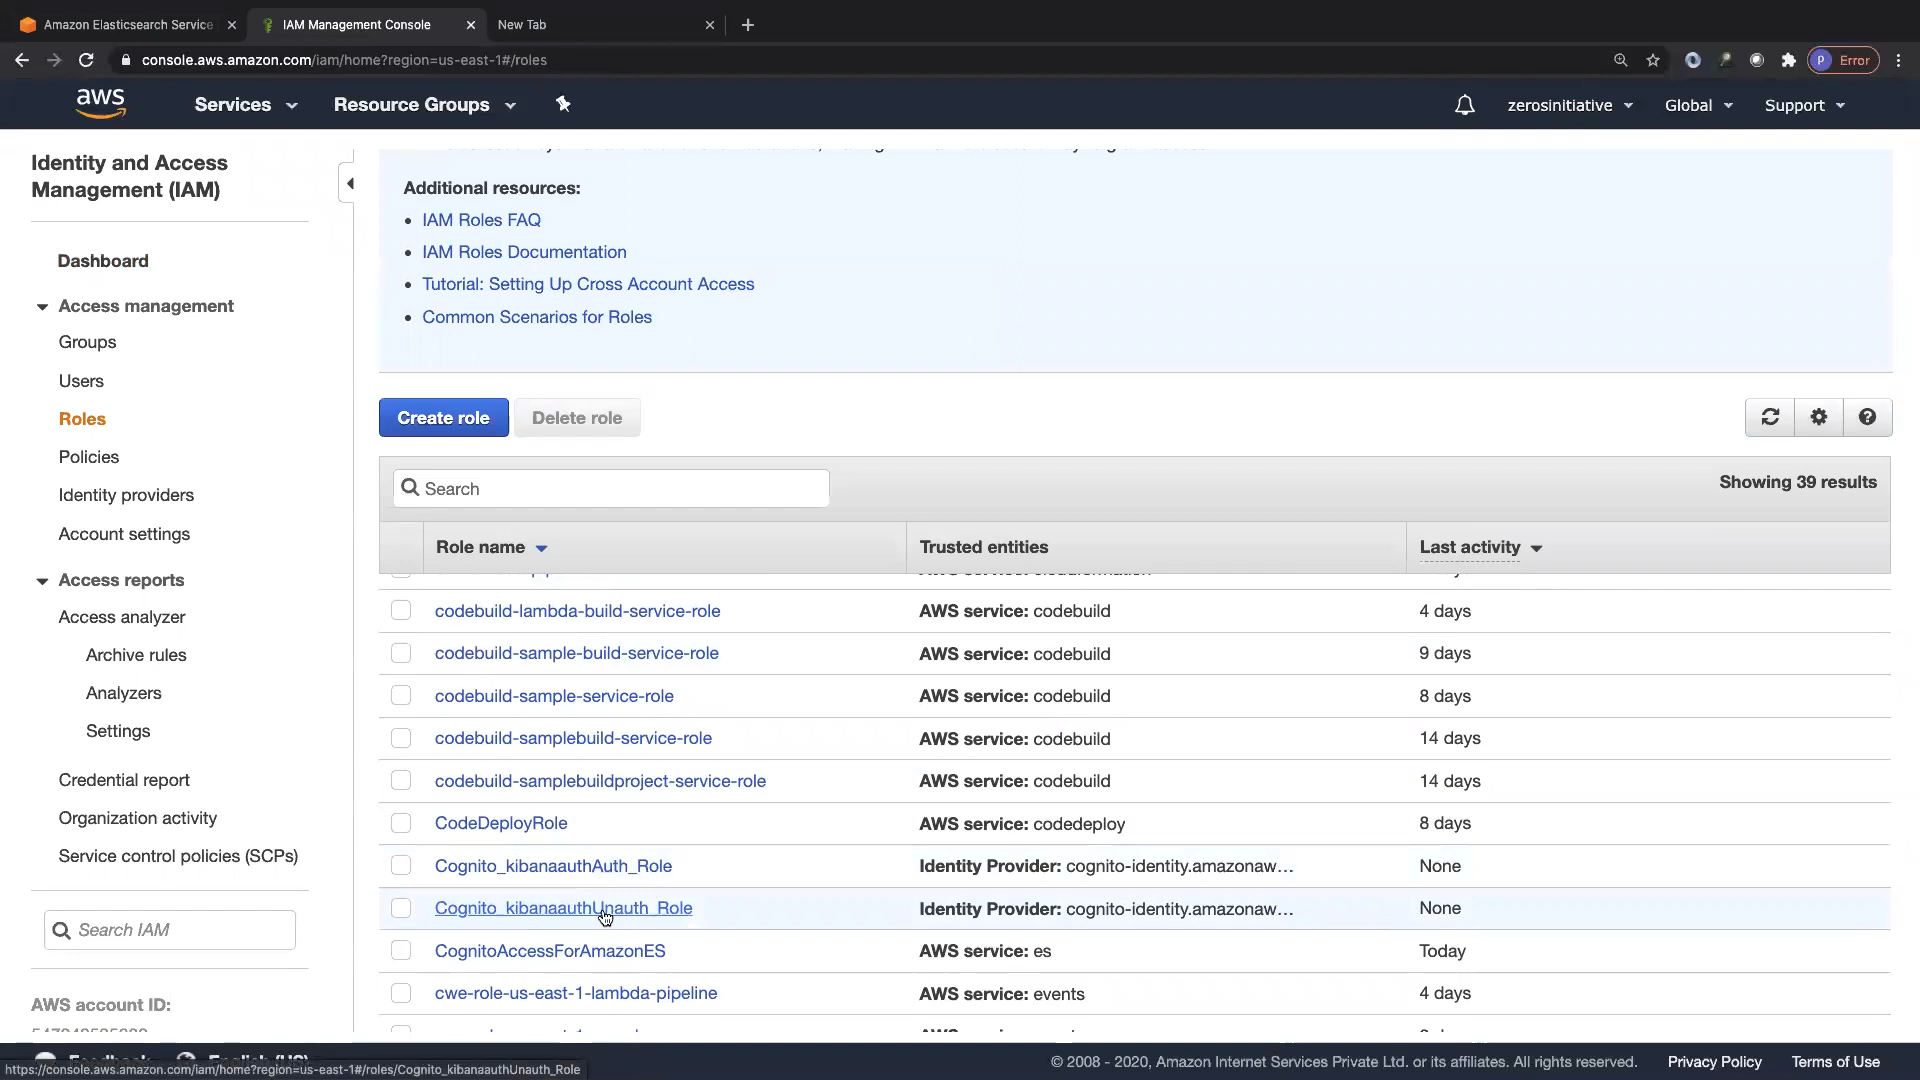 Amazon Elasticsearch Service
IAM Management Console
New Tab
console.aws.amazon.com/iam/home?region=us-east-1#/roles
P Error
aws
Services
Resource Groups
zerosinitiative
Global
Support
Identity and Access
Management (IAM)
Dashboard
Access management
Groups
Users
Roles
Policies
Identity providers
Account settings
Access reports
Access analyzer
Archive rules
Analyzers
Settings
Credential report
Organization activity
Service control policies (SCPs)
Search IAM
AWS account ID:
Additional resources:
• IAM Roles FAQ
• IAM Roles Documentation
• Tutorial: Setting Up Cross Account Access
• Common Scenarios for Roles
Create role
Delete role
Search
Showing 39 results
Role name Trusted entities Last activity
codebuild-lambda-build-service-role AWS service: codebuild 4 days
codebuild-sample-build-service-role AWS service: codebuild 9 days
codebuild-sample-service-role AWS service: codebuild 8 days
codebuild-samplebuild-service-role AWS service: codebuild 14 days
codebuild-samplebuildproject-service-role AWS service: codebuild 14 days
CodeDeployRole AWS service: codedeploy 8 days
Cognito_kibanaauthAuth_Role Identity Provider: cognito-identity.amazonaw... None
Cognito_kibanaauthUnauth_Role Identity Provider: cognito-identity.amazonaw... None
CognitoAccessForAmazonES AWS service: es Today
cwe-role-us-east-1-lambda-pipeline AWS service: events 4 days
Feedback
English (US)
https://console.aws.amazon.com/iam/home?region=us-east-1#/roles/Cognito_kibanaauthUnauth_Role
© 2008 - 2020, Amazon Internet Services Private Ltd. or its affiliates. All rights reserved.
Privacy Policy
Terms of Use